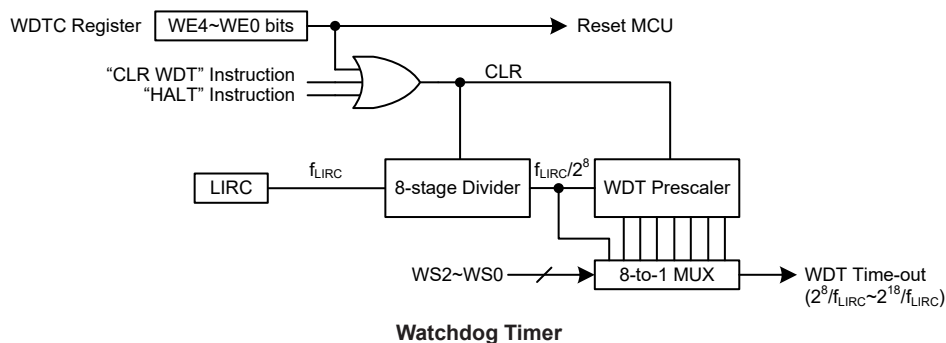 WDTC Register WE4~WE0 bits Reset MCU
“CLR WDT” Instruction CLR
“HALT” Instruction
fLIRC fLIRC/2⁸
LIRC 8-stage Divider WDT Prescaler
WS2~WS0 8-to-1 MUX WDT Time-out
(2⁸/fLIRC~2¹⁸/fLIRC)
Watchdog Timer